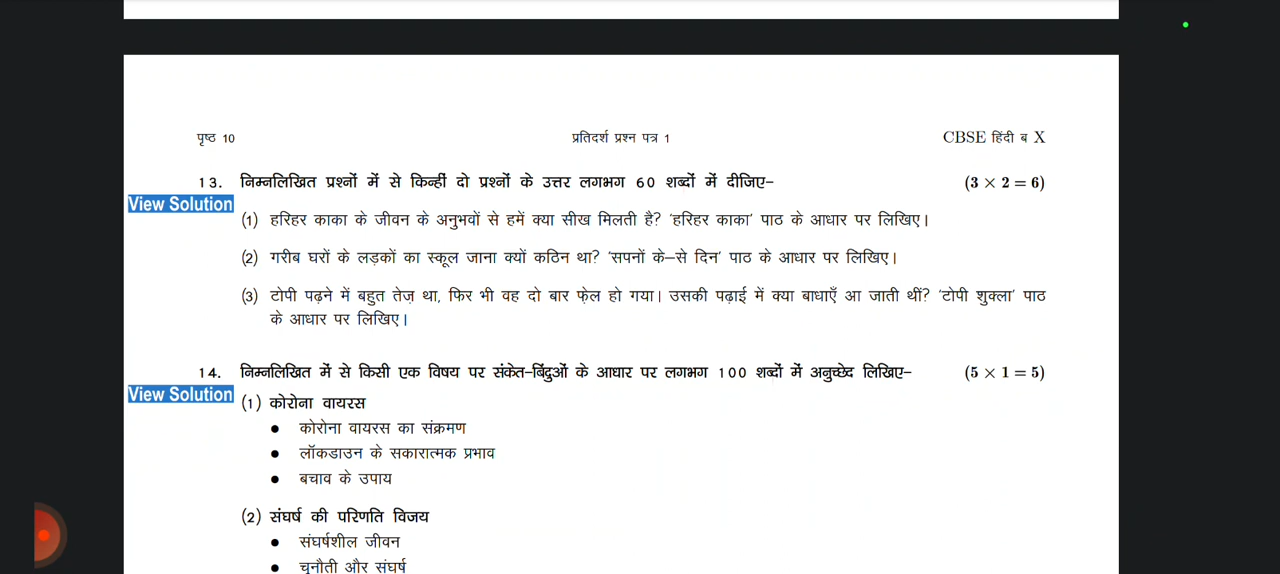 पृष्ठ 10 प्रतिदर्श प्रश्न पत्र 1 CBSE हिंदी ब X
13. निम्नलिखित प्रश्नों में से किन्हीं दो प्रश्नों के उत्तर लगभग 60 शब्दों में दीजिए– (3 × 2 = 6)
View Solution
(1) हरिहर काका के जीवन के अनुभवों से हमें क्या सीख मिलती है? 'हरिहर काका' पाठ के आधार पर लिखिए।
(2) गरीब घरों के लड़कों का स्कूल जाना क्यों कठिन था? 'सपनों के–से दिन' पाठ के आधार पर लिखिए।
(3) टोपी पढ़ने में बहुत तेज़ था, फिर भी वह दो बार फ़ेल हो गया। उसकी पढ़ाई में क्या बाधाएँ आ जाती थीं? 'टोपी शुक्ला' पाठ
के आधार पर लिखिए।
14. निम्नलिखित में से किसी एक विषय पर संकेत–बिंदुओं के आधार पर लगभग 100 शब्दों में अनुच्छेद लिखिए– (5 × 1 = 5)
View Solution
(1) कोरोना वायरस
● कोरोना वायरस का संक्रमण
● लॉकडाउन के सकारात्मक प्रभाव
● बचाव के उपाय
(2) संघर्ष की परिणति विजय
● संघर्षशील जीवन
● चुनौती और संघर्ष